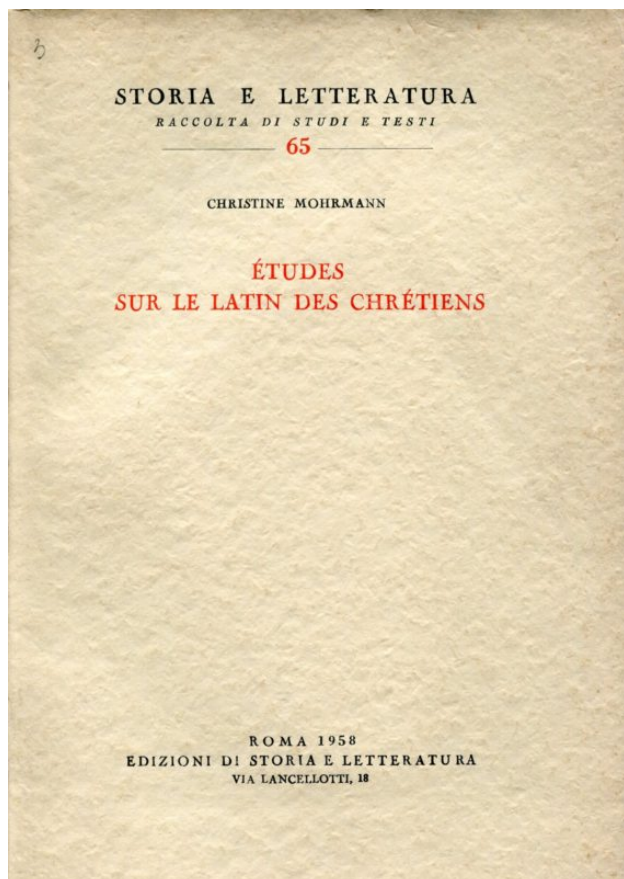 STORIA E LETTERATURA
RACCOLTA DI STUDI E TESTI
65
CHRISTINE MOHRMANN
ÉTUDES
SUR LE LATIN DES CHRÉTIENS
ROMA 1958
EDIZIONI DI STORIA E LETTERATURA
VIA LANCELLOTTI, 18